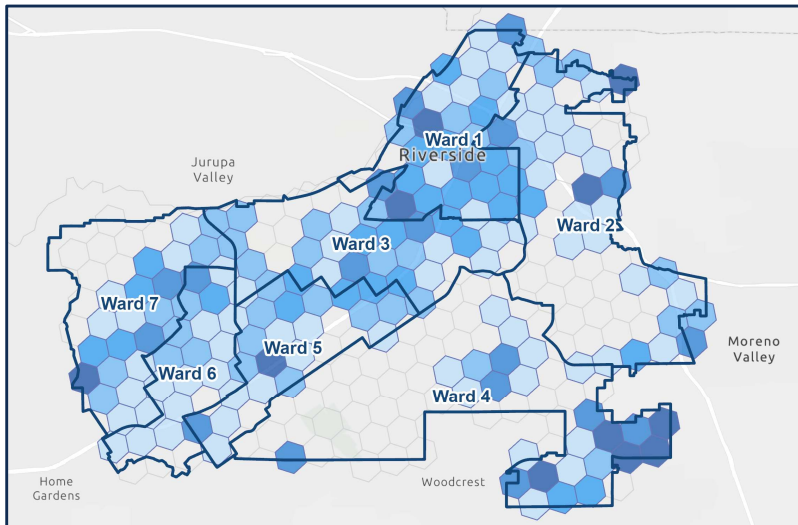 Ward 1
Riverside
Jurupa
Valley
Ward 2
Ward 3
Ward 7
Ward 5
Moreno
Valley
Ward 6
Ward 4
Home
Gardens
Woodcrest